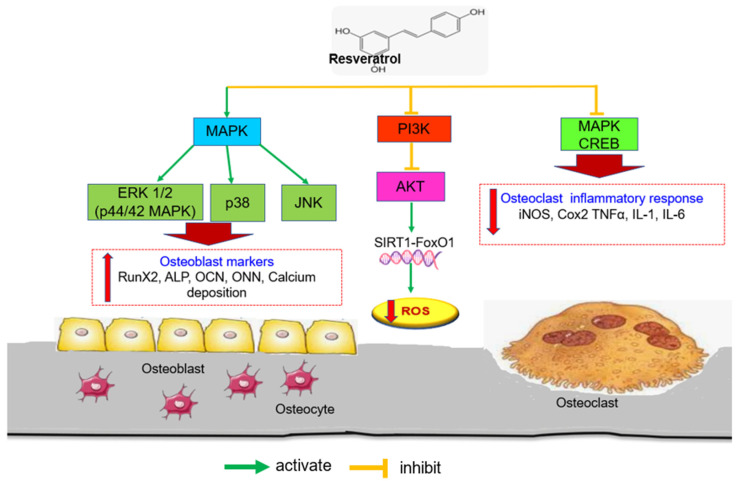 OH
HO
Resveratrol
OH
MAPK
PI3K
MAPK
CREB
ERK 1/2
(p44/42 MAPK)
p38
JNK
AKT
Osteoclast inflammatory response
iNOS, Cox2 TNFα, IL-1, IL-6
SIRT1-FoxO1
Osteoblast markers
RunX2, ALP, OCN, ONN, Calcium
deposition
ROS
Osteoblast
Osteocyte
Osteoclast
activate
inhibit